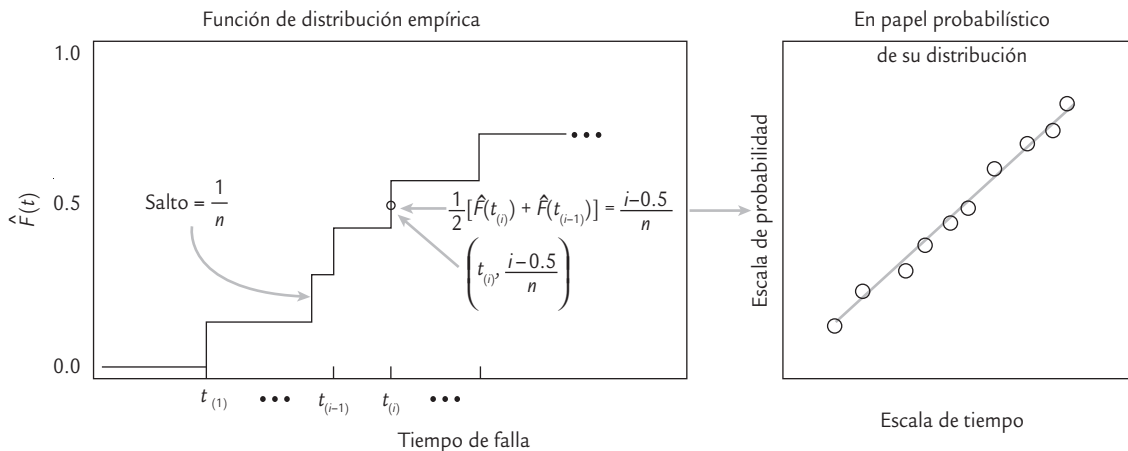 Función de distribución empírica
1.0
0.5
0.0
F̂(t)
Salto = 1/n
1/2[F̂(t(i)) + F̂(t(i–1))] = i–0.5/n
(t(i), i–0.5/n)
•••
t(1) ••• t(i–1) t(i) •••
Tiempo de falla
En papel probabilístico
de su distribución
Escala de probabilidad
Escala de tiempo